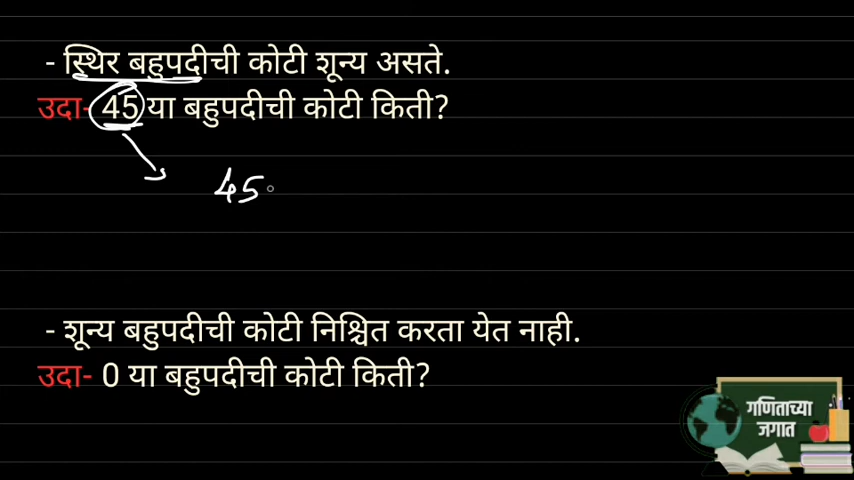 - स्थिर बहुपदीची कोटी शून्य असते.
उदा- 45 या बहुपदीची कोटी किती?
45
- शून्य बहुपदीची कोटी निश्चित करता येत नाही.
उदा- 0 या बहुपदीची कोटी किती?
गणिताच्या
जगात